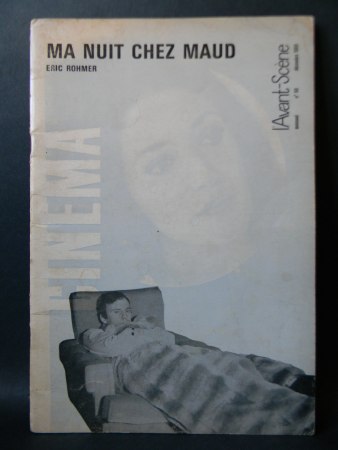 MA NUIT CHEZ MAUD
ERIC ROHMER
l'Avant-Scène
CINEMA